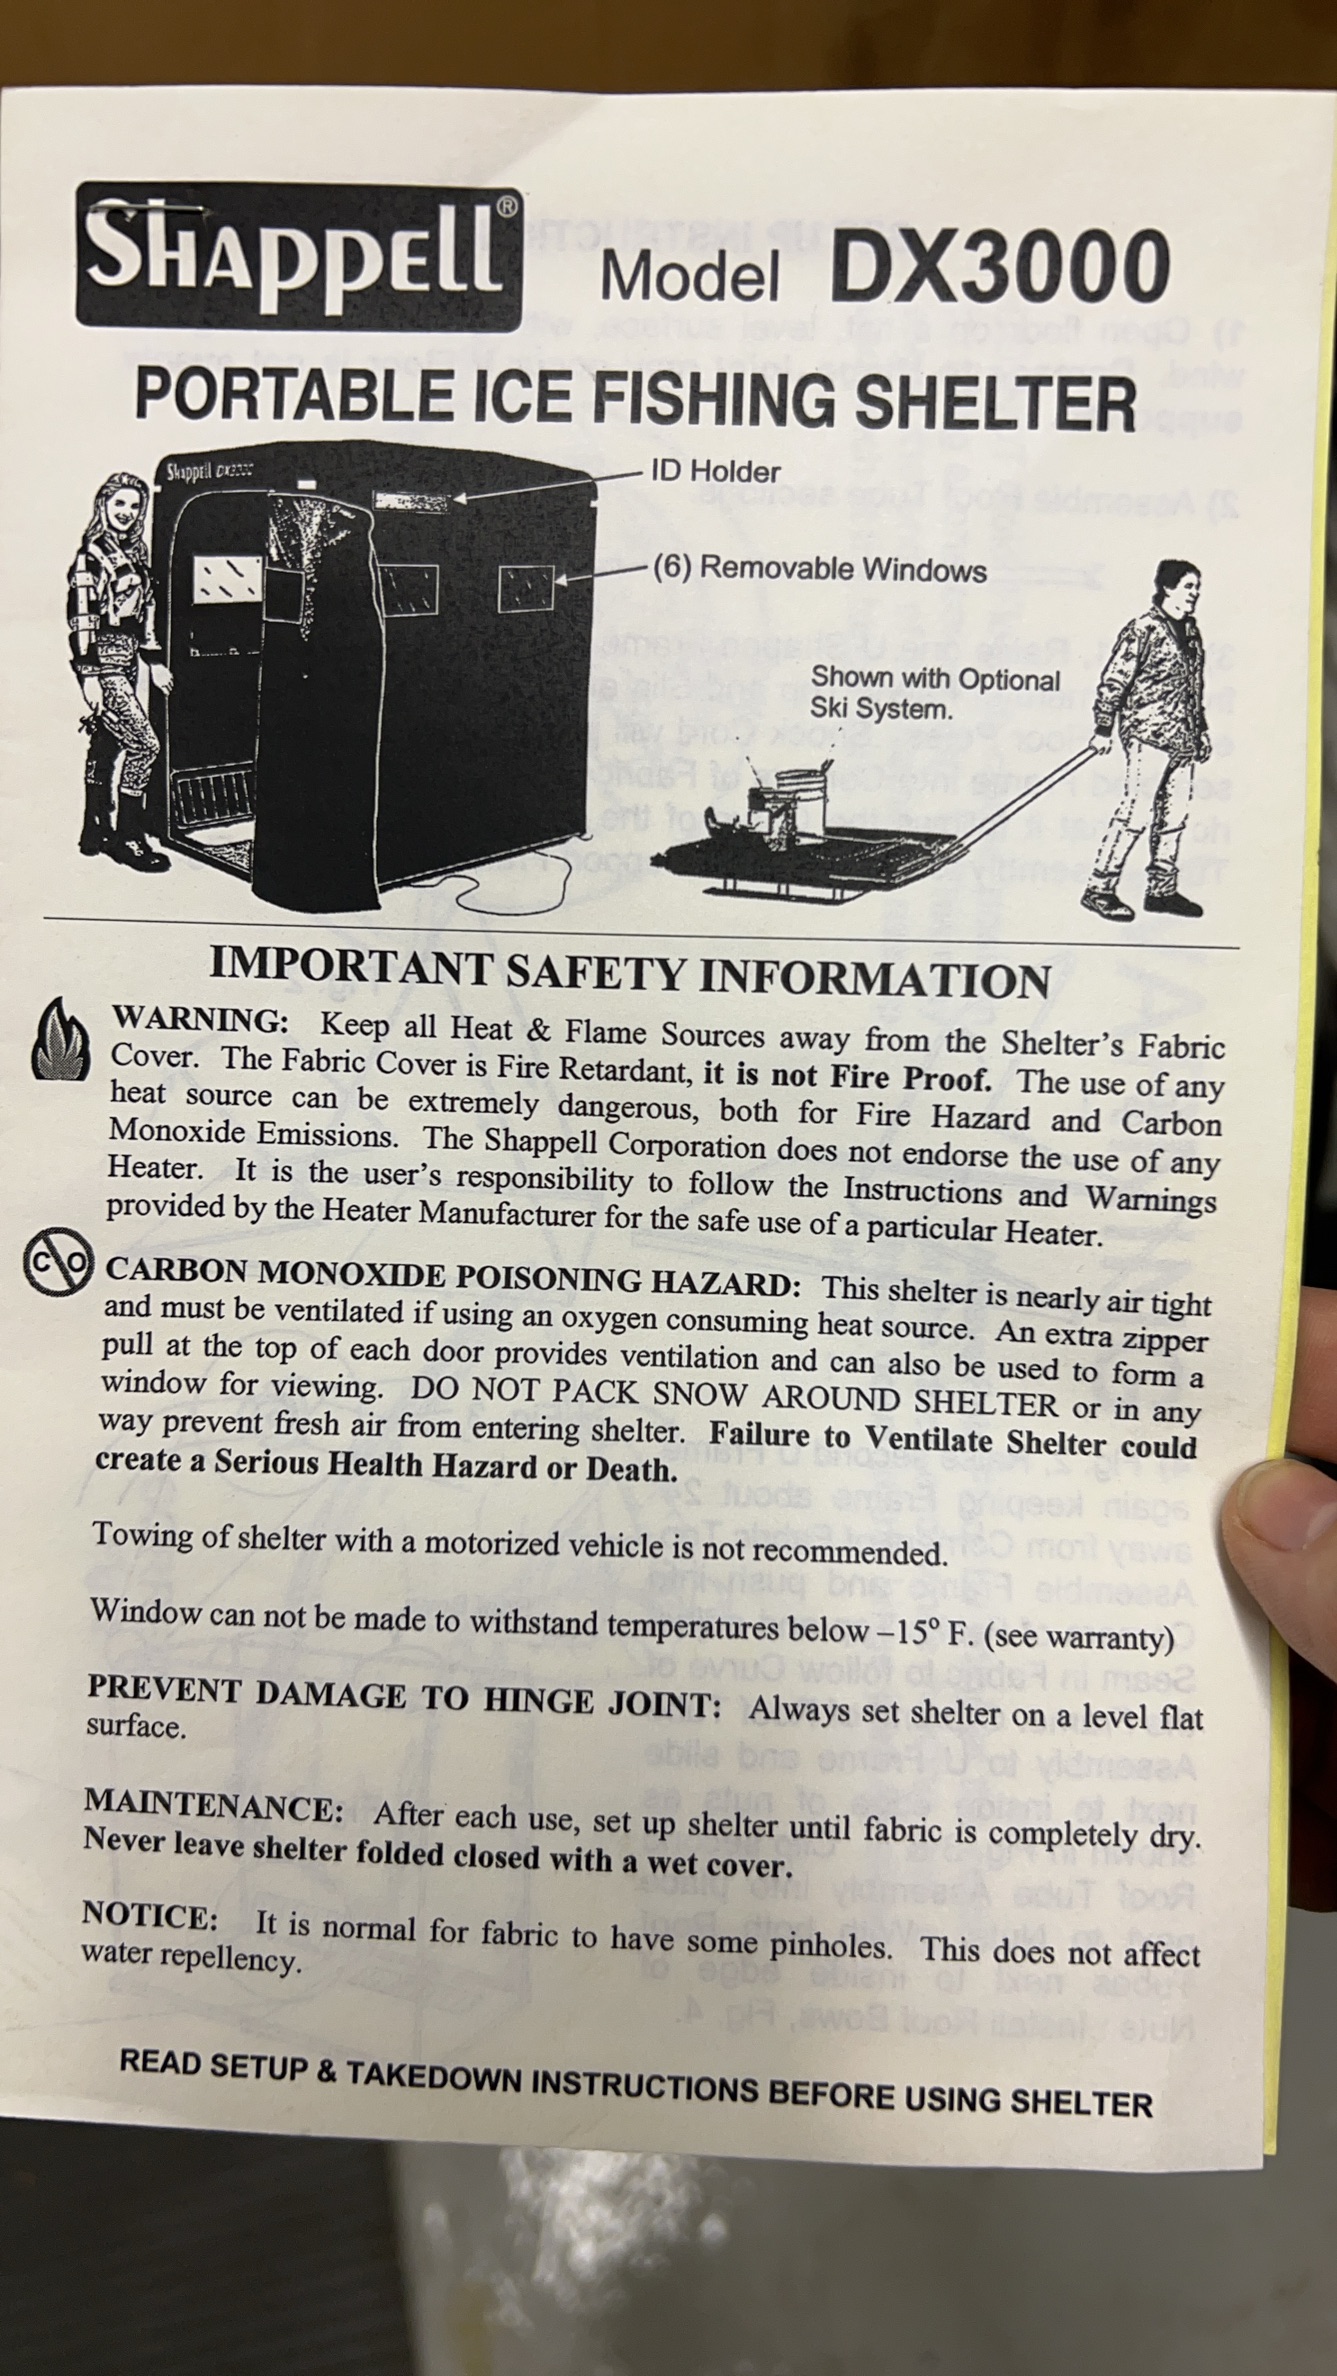 Shappell®
Model DX3000
PORTABLE ICE FISHING SHELTER
Shappell DX3000
ID Holder
(6) Removable Windows
Shown with Optional
Ski System.
IMPORTANT SAFETY INFORMATION
WARNING: Keep all Heat & Flame Sources away from the Shelter's Fabric
Cover. The Fabric Cover is Fire Retardant, it is not Fire Proof. The use of any
heat source can be extremely dangerous, both for Fire Hazard and Carbon
Monoxide Emissions. The Shappell Corporation does not endorse the use of any
Heater. It is the user's responsibility to follow the Instructions and Warnings
provided by the Heater Manufacturer for the safe use of a particular Heater.
CO CARBON MONOXIDE POISONING HAZARD: This shelter is nearly air tight
and must be ventilated if using an oxygen consuming heat source. An extra zipper
pull at the top of each door provides ventilation and can also be used to form a
window for viewing. DO NOT PACK SNOW AROUND SHELTER or in any
way prevent fresh air from entering shelter. Failure to Ventilate Shelter could
create a Serious Health Hazard or Death.
Towing of shelter with a motorized vehicle is not recommended.
Window can not be made to withstand temperatures below –15° F. (see warranty)
PREVENT DAMAGE TO HINGE JOINT: Always set shelter on a level flat
surface.
MAINTENANCE: After each use, set up shelter until fabric is completely dry.
Never leave shelter folded closed with a wet cover.
NOTICE: It is normal for fabric to have some pinholes. This does not affect
water repellency.
READ SETUP & TAKEDOWN INSTRUCTIONS BEFORE USING SHELTER